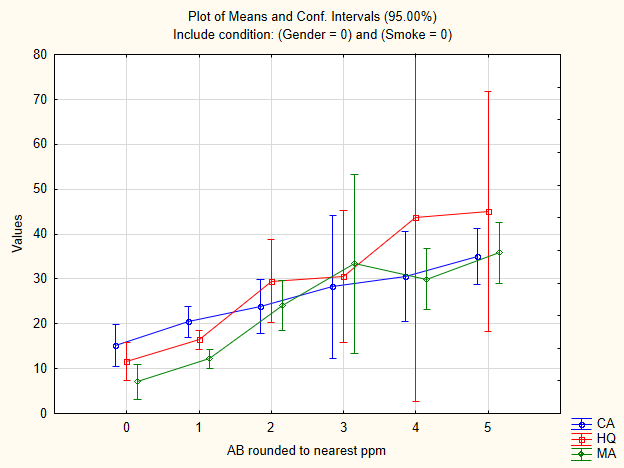 Plot of Means and Conf. Intervals (95.00%)
Include condition: (Gender = 0) and (Smoke = 0)
80
70
60
50
40
30
20
10
0
Values
0 1 2 3 4 5
AB rounded to nearest ppm
CA
HQ
MA